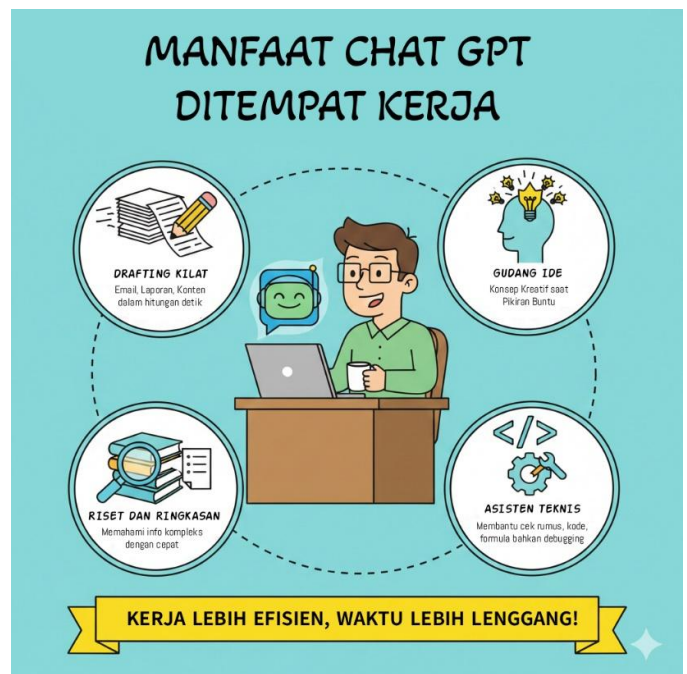 MANFAAT CHAT GPT
DITEMPAT KERJA
DRAFTING KILAT
Email, Laporan, Konten
dalam hitungan detik
GUDANG IDE
Konsep Kreatif saat
Pikiran Buntu
RISET DAN RINGKASAN
Memahami info kompleks
dengan cepat
</>
ASISTEN TEKNIS
Membantu cek rumus, kode,
formula bahkan debugging
KERJA LEBIH EFISIEN, WAKTU LEBIH LENGGANG!